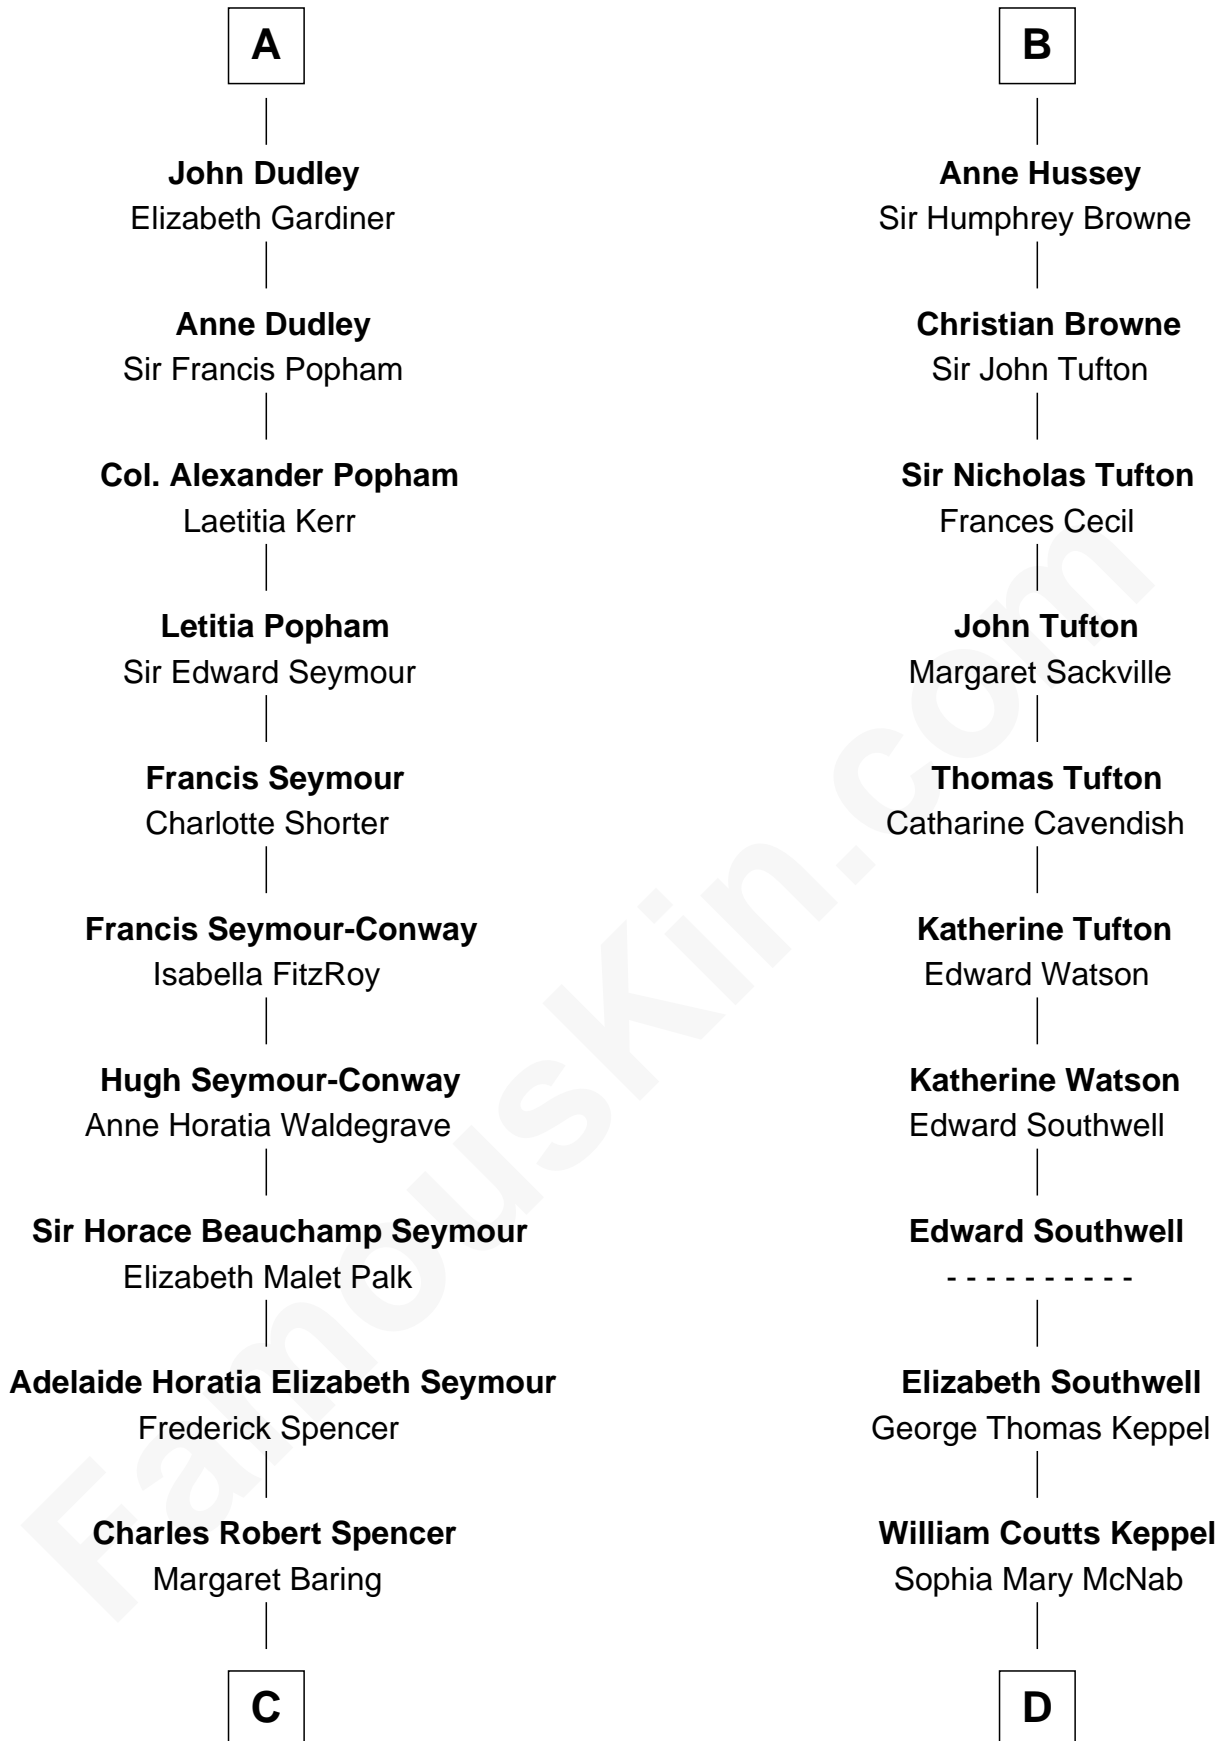 A
John Dudley
Elizabeth Gardiner
Anne Dudley
Sir Francis Popham
Col. Alexander Popham
Laetitia Kerr
Letitia Popham
Sir Edward Seymour
Francis Seymour
Charlotte Shorter
Francis Seymour-Conway
Isabella FitzRoy
Hugh Seymour-Conway
Anne Horatia Waldegrave
Sir Horace Beauchamp Seymour
Elizabeth Malet Palk
Adelaide Horatia Elizabeth Seymour
Frederick Spencer
Charles Robert Spencer
Margaret Baring
C
B
Anne Hussey
Sir Humphrey Browne
Christian Browne
Sir John Tufton
Sir Nicholas Tufton
Frances Cecil
John Tufton
Margaret Sackville
Thomas Tufton
Catharine Cavendish
Katherine Tufton
Edward Watson
Katherine Watson
Edward Southwell
Edward Southwell
- - - - - - - - - -
Elizabeth Southwell
George Thomas Keppel
William Coutts Keppel
Sophia Mary McNab
D
FamousKin.com